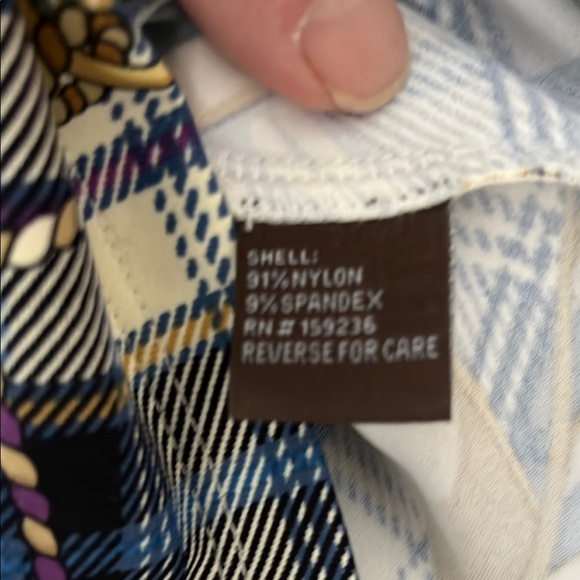 SHELL:
91%NYLON
9%SPANDEX
RN # 159236
REVERSE FOR CARE